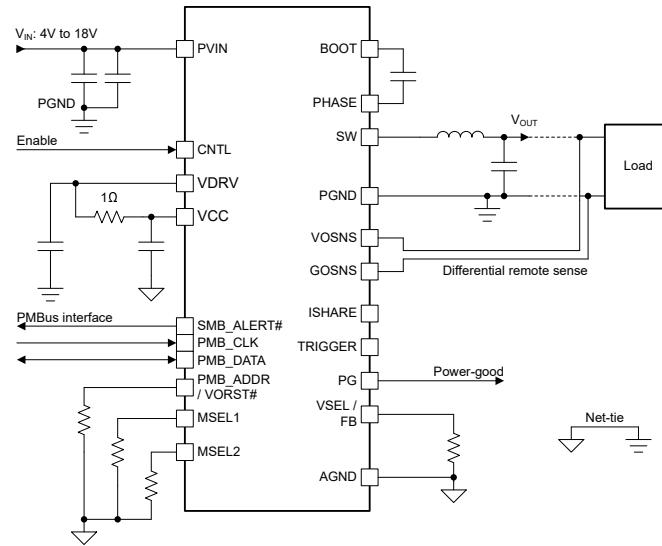 VIN: 4V to 18V
PGND
Enable
1Ω
PMBus interface
PVIN
CNTL
VDRV
VCC
SMB_ALERT#
PMB_CLK
PMB_DATA
PMB_ADDR
/ VORST#
MSEL1
MSEL2
BOOT
PHASE
SW
PGND
VOSNS
GOSNS
ISHARE
TRIGGER
PG
VSEL /
FB
AGND
VOUT
Load
Differential remote sense
Power-good
Net-tie